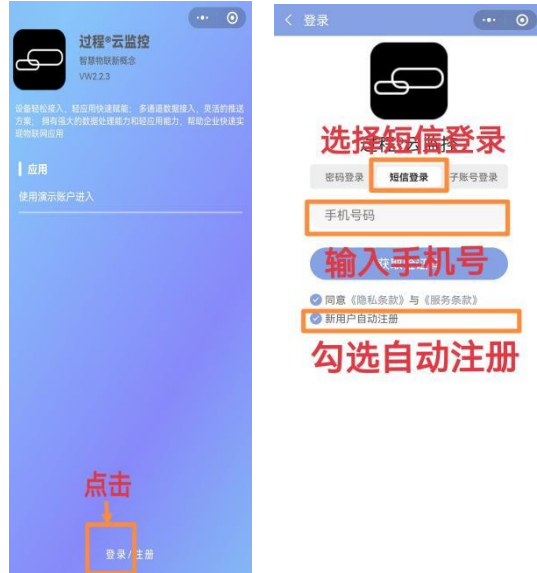 过程®云监控
智慧物联新概念
VW2.2.3
设备轻松接入、轻应用快速赋能; 多通道数据接入、灵活的推送
方案; 拥有强大的数据处理能力和轻应用能力，帮助企业快速实
现物联网应用
应用
使用演示账户进入
点击
登录/注册
登录
选择短信登录
密码登录
短信登录
子账号登录
手机号码
输入手机号
同意《隐私条款》与《服务条款》
新用户自动注册
勾选自动注册